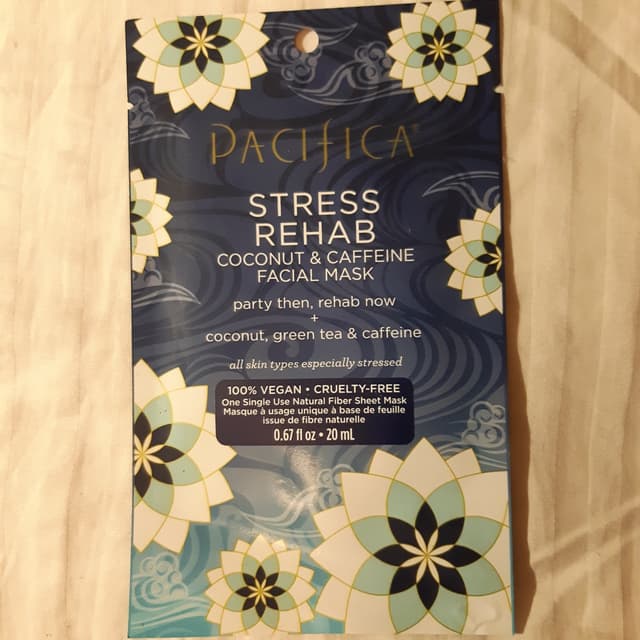 PACIFICA®
STRESS
REHAB
COCONUT & CAFFEINE
FACIAL MASK
party then, rehab now
+
coconut, green tea & caffeine
all skin types especially stressed
100% VEGAN • CRUELTY-FREE
One Single Use Natural Fiber Sheet Mask
Masque à usage unique à base de feuille
issue de fibre naturelle
0.67 fl oz • 20 mL